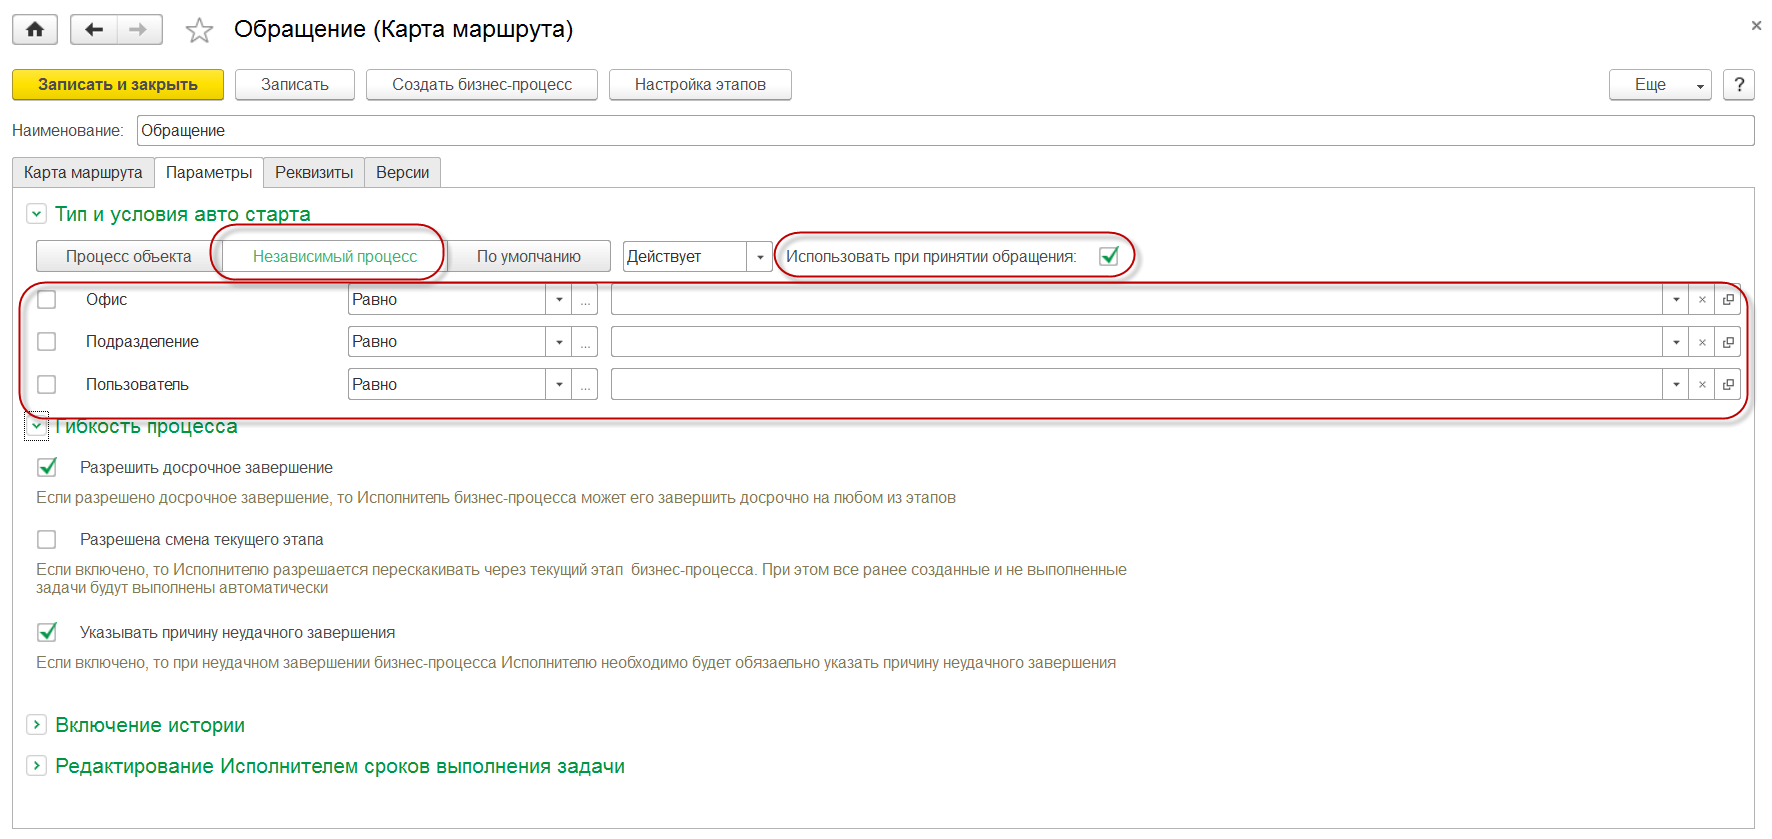 Обращение (Карта маршрута)
Записать и закрыть Записать Создать бизнес-процесс Настройка этапов Еще ?
Наименование: Обращение
Карта маршрута Параметры Реквизиты Версии
Тип и условия авто старта
Процесс объекта Независимый процесс По умолчанию Действует Использовать при принятии обращения:
Офис Равно ...
Подразделение Равно ...
Пользователь Равно ...
Гибкость процесса
Разрешить досрочное завершение
Если разрешено досрочное завершение, то Исполнитель бизнес-процесса может его завершить досрочно на любом из этапов
Разрешена смена текущего этапа
Если включено, то Исполнителю разрешается перескакивать через текущий этап бизнес-процесса. При этом все ранее созданные и не выполненные
задачи будут выполнены автоматически
Указывать причину неудачного завершения
Если включено, то при неудачном завершении бизнес-процесса Исполнителю необходимо будет обязаельно указать причину неудачного завершения
Включение истории
Редактирование Исполнителем сроков выполнения задачи